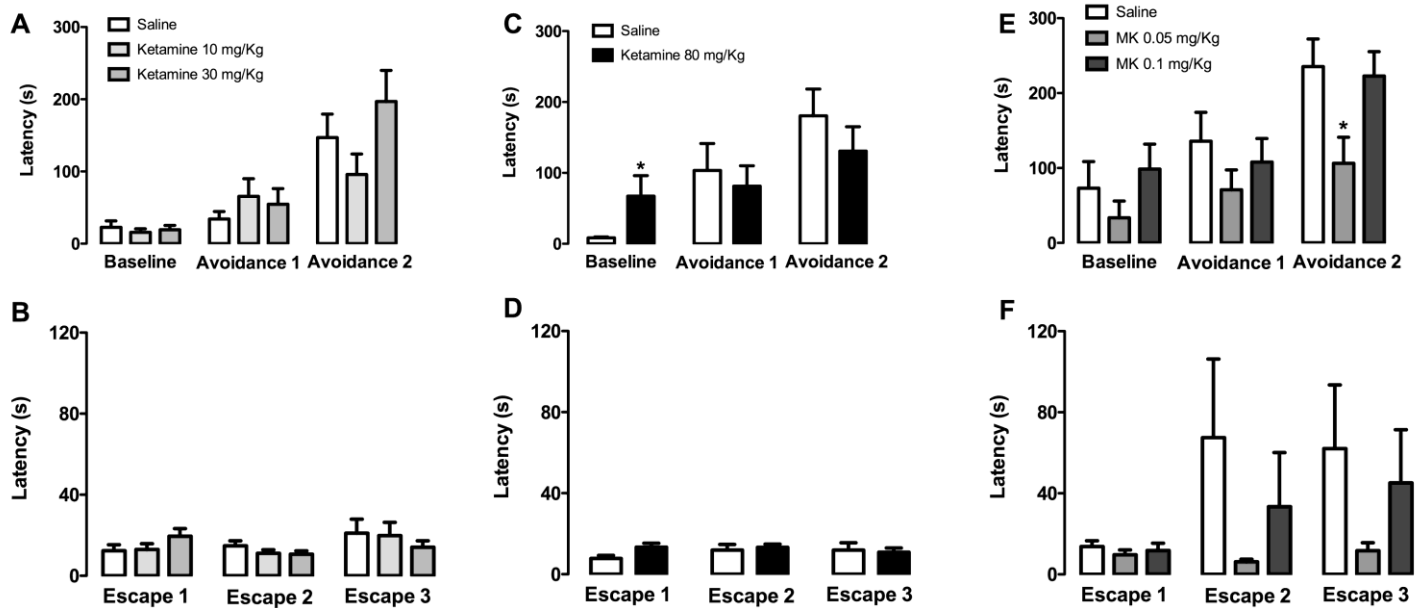 A
Saline
Ketamine 10 mg/Kg
Ketamine 30 mg/Kg
Latency (s)
300
200
100
0
Baseline Avoidance 1 Avoidance 2
C
Saline
Ketamine 80 mg/Kg
Latency (s)
300
200
100
0
*
Baseline Avoidance 1 Avoidance 2
E
Saline
MK 0.05 mg/Kg
MK 0.1 mg/Kg
Latency (s)
300
200
100
0
*
Baseline Avoidance 1 Avoidance 2
B
Latency (s)
120
80
40
0
Escape 1 Escape 2 Escape 3
D
Latency (s)
120
80
40
0
Escape 1 Escape 2 Escape 3
F
Latency (s)
120
80
40
0
Escape 1 Escape 2 Escape 3